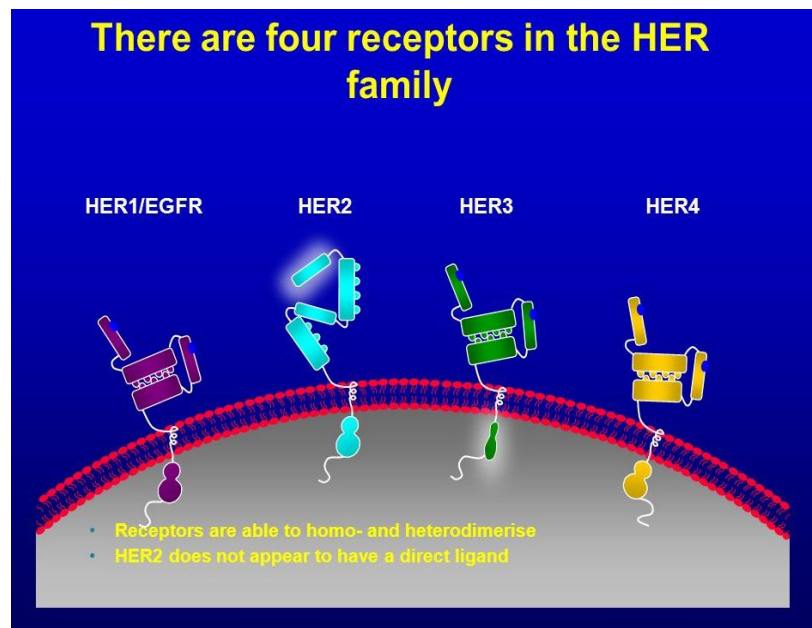 There are four receptors in the HER
family
HER1/EGFR HER2 HER3 HER4
• Receptors are able to homo- and heterodimerise
• HER2 does not appear to have a direct ligand